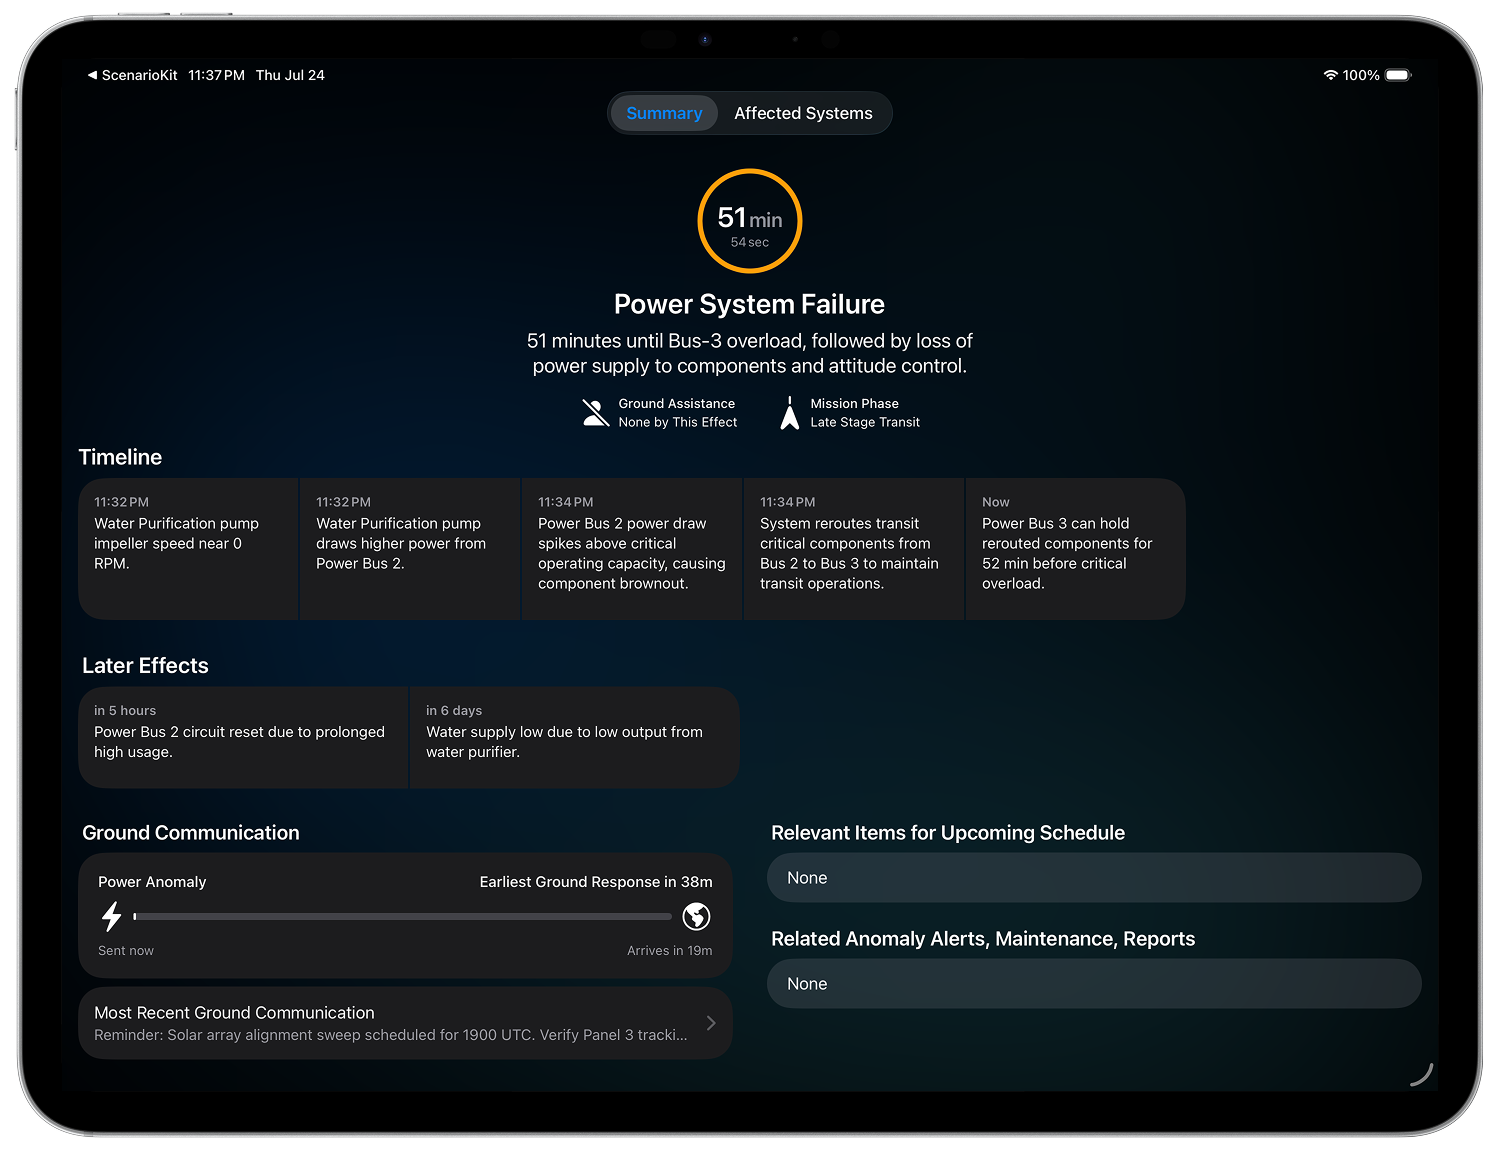 ◀ ScenarioKit 11:37 PM Thu Jul 24
100%
Summary Affected Systems
51 min
54 sec
Power System Failure
51 minutes until Bus-3 overload, followed by loss of
power supply to components and attitude control.
Ground Assistance
None by This Effect
Mission Phase
Late Stage Transit
Timeline
11:32 PM
Water Purification pump
impeller speed near 0
RPM.
11:32 PM
Water Purification pump
draws higher power from
Power Bus 2.
11:34 PM
Power Bus 2 power draw
spikes above critical
operating capacity, causing
component brownout.
11:34 PM
System reroutes transit
critical components from
Bus 2 to Bus 3 to maintain
transit operations.
Now
Power Bus 3 can hold
rerouted components for
52 min before critical
overload.
Later Effects
in 5 hours
Power Bus 2 circuit reset due to prolonged
high usage.
in 6 days
Water supply low due to low output from
water purifier.
Ground Communication
Power Anomaly
Earliest Ground Response in 38m
Sent now
Arrives in 19m
Most Recent Ground Communication
Reminder: Solar array alignment sweep scheduled for 1900 UTC. Verify Panel 3 tracki...
Relevant Items for Upcoming Schedule
None
Related Anomaly Alerts, Maintenance, Reports
None